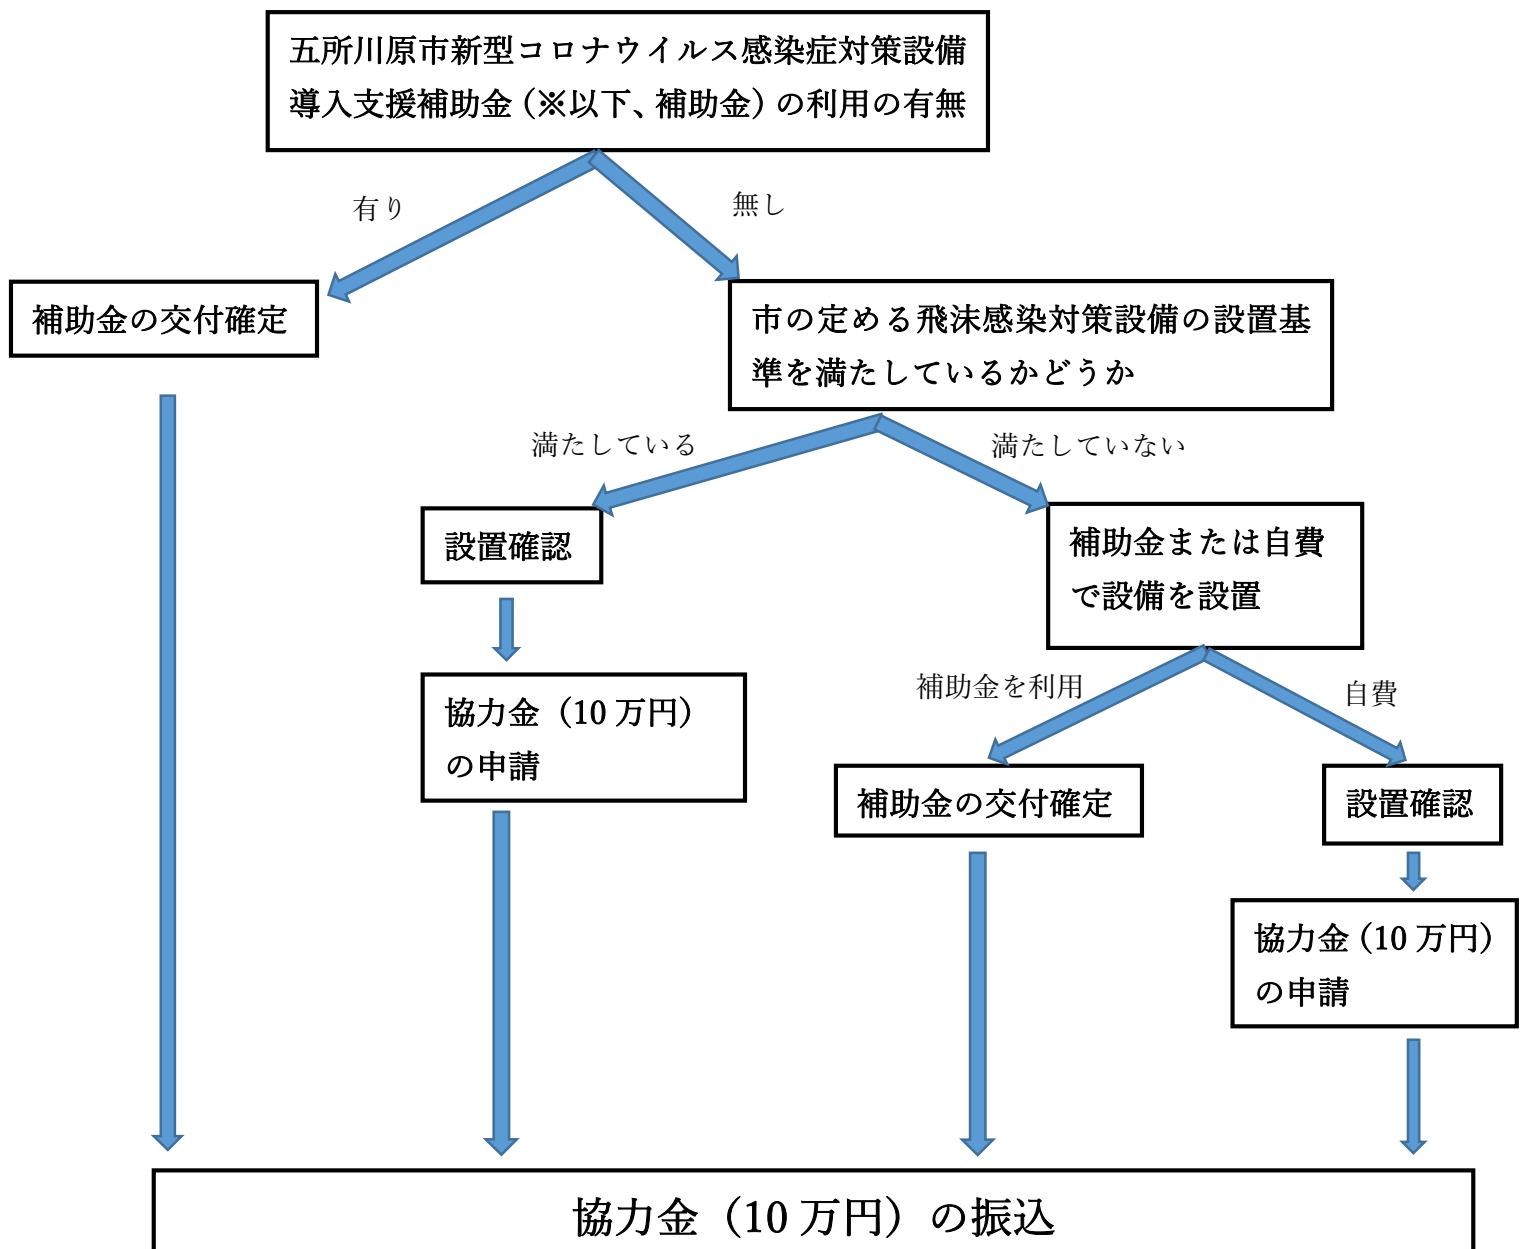 五所川原市新型コロナウイルス感染症対策設備
導入支援補助金（※以下、補助金）の利用の有無
有り
無し
補助金の交付確定
市の定める飛沫感染対策設備の設置基
準を満たしているかどうか
満たしている
満たしていない
設置確認
補助金または自費
で設備を設置
協力金（10 万円）
の申請
補助金を利用
自費
補助金の交付確定
設置確認
協力金（10 万円）
の申請
協力金（10 万円）の振込